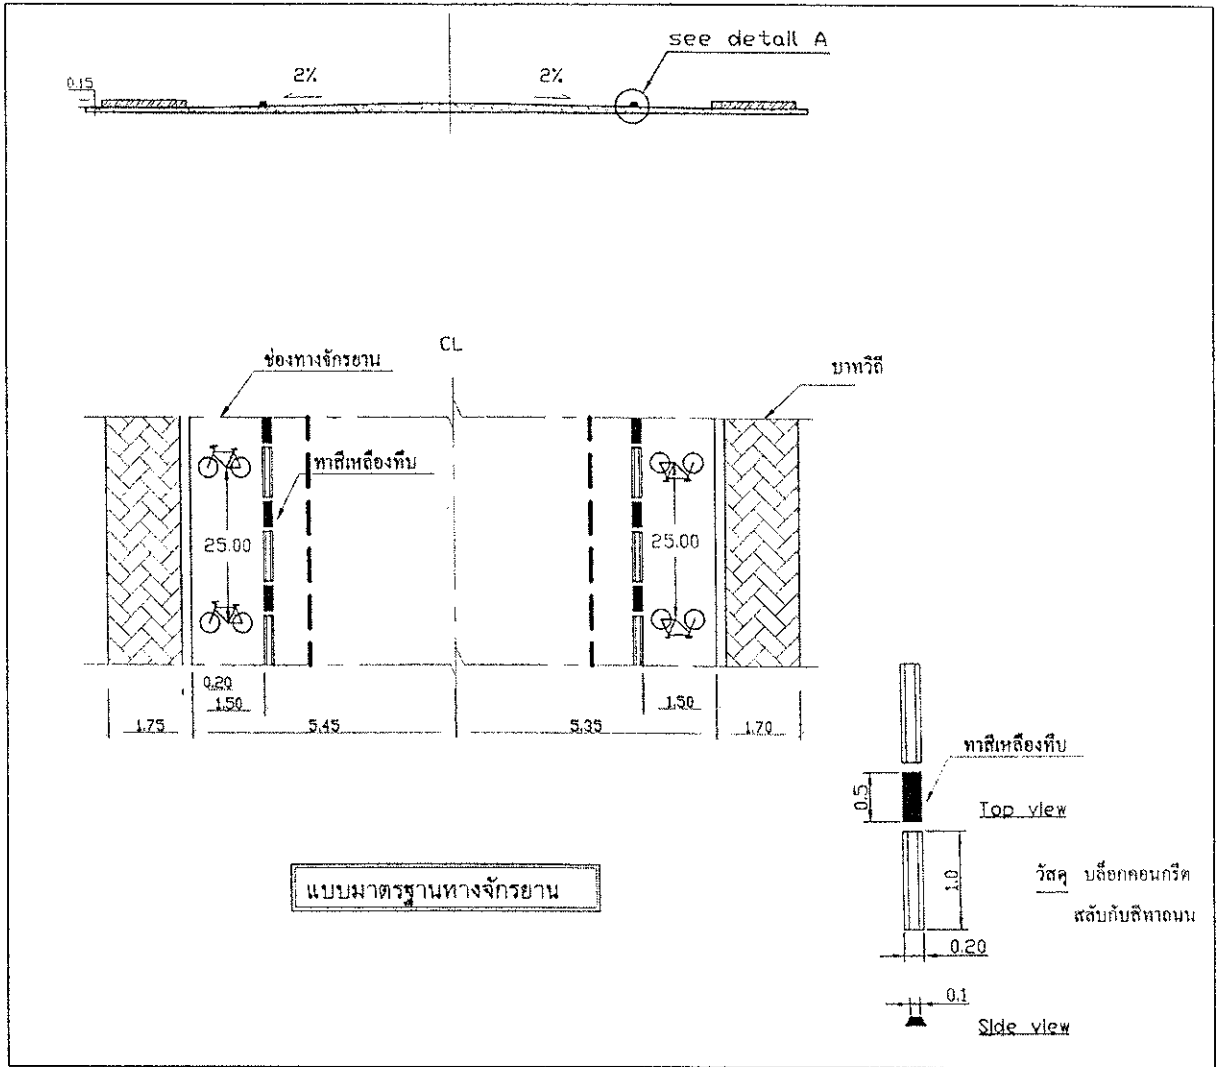 see detail A
0.15
2%
2%
CL
ช่องทางจักรยาน
บาทวิถี
ทาสีเหลืองทึบ
25.00
25.00
0.20
1.50
1.50
1.75
5.45
5.35
1.70
ทาสีเหลืองทึบ
0.5
Top view
1.0
วัสดุ บล็อกคอนกรีต
สลับกับสีทาถนน
0.20
แบบมาตรฐานทางจักรยาน
0.1
Side view